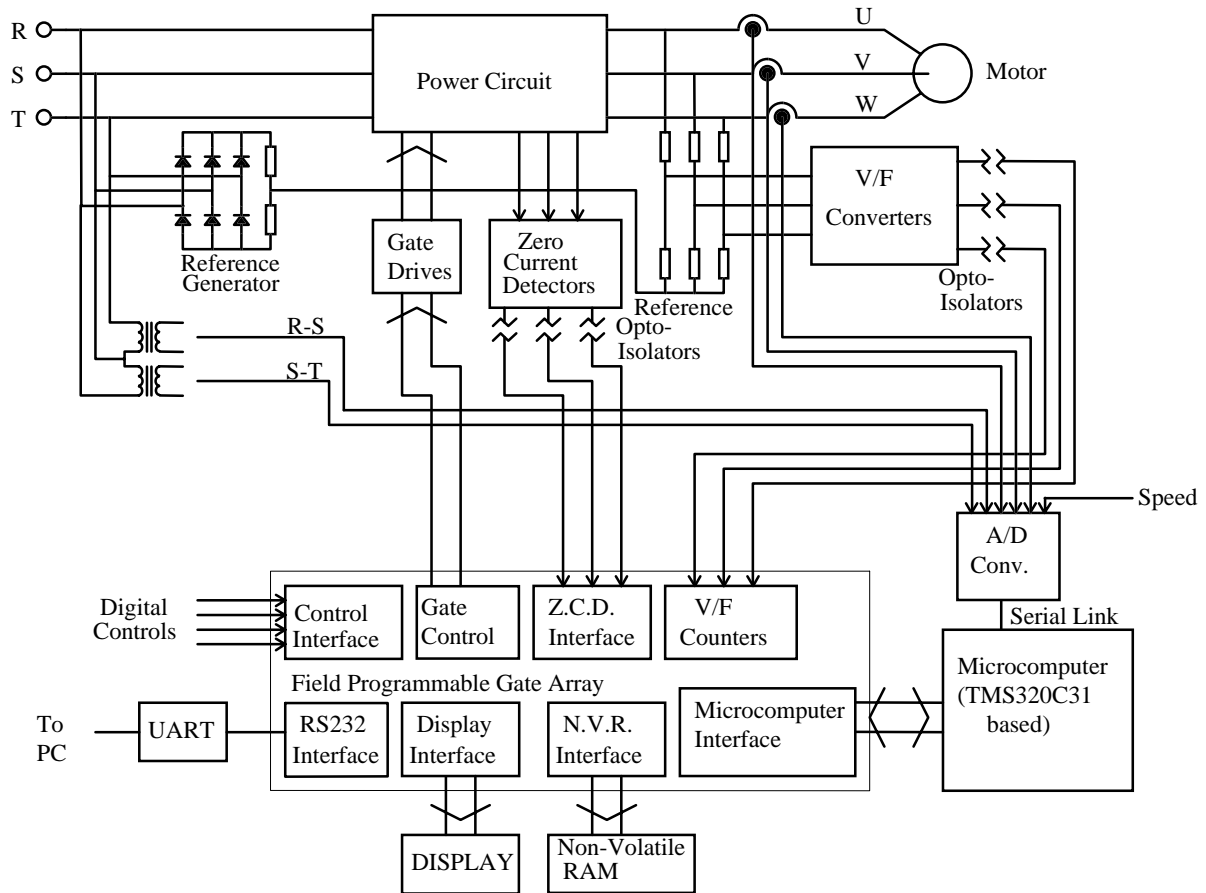 R
S
T
Power Circuit
U
V
W
Motor
V/F
Converters
Gate
Drives
Zero
Current
Detectors
Reference
Generator
Reference
Opto-
Isolators
Opto-
Isolators
R-S
S-T
Speed
A/D
Conv.
Serial Link
Digital
Controls
Control
Interface
Gate
Control
Z.C.D.
Interface
V/F
Counters
Field Programmable Gate Array
Microcomputer
(TMS320C31
based)
To
PC
UART
RS232
Interface
Display
Interface
N.V.R.
Interface
Microcomputer
Interface
DISPLAY
Non-Volatile
RAM